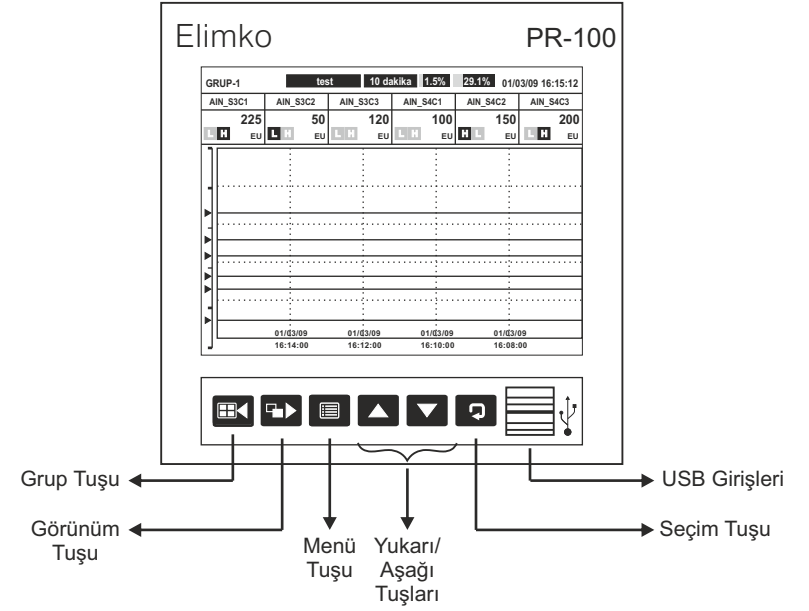 Elimko PR-100
GRUP-1 test 10 dakika 1.5% 29.1% 01/03/09 16:15:12
AIN_S3C1 AIN_S3C2 AIN_S3C3 AIN_S4C1 AIN_S4C2 AIN_S4C3
225 50 120 100 150 200
L H EU L H EU L H EU L H EU H L EU L H EU
01/03/09 01/03/09 01/03/09 01/03/09
16:14:00 16:12:00 16:10:00 16:08:00
Grup Tuşu
USB Girişleri
Görünüm
Tuşu
Menü
Tuşu
Yukarı/
Aşağı
Tuşları
Seçim Tuşu